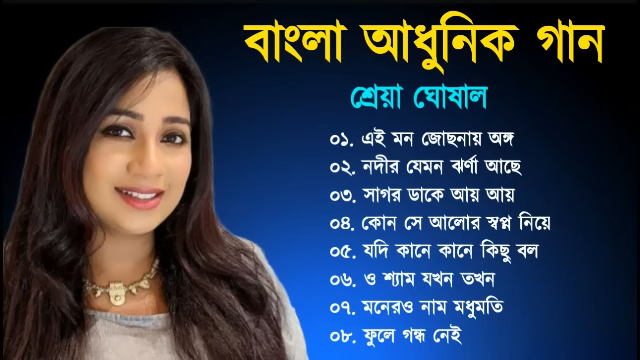 বাংলা আধুনিক গান
শ্রেয়া ঘোষাল
০১. এই মন জোছনায় অঙ্গ
০২. নদীর যেমন ঝর্ণা আছে
০৩. সাগর ডাকে আয় আয়
০৪. কোন সে আলোর স্বপ্ন নিয়ে
০৫. যদি কানে কানে কিছু বল
০৬. ও শ্যাম যখন তখন
০৭. মনেরও নাম মধুমতি
০৮. ফুলে গন্ধ নেই